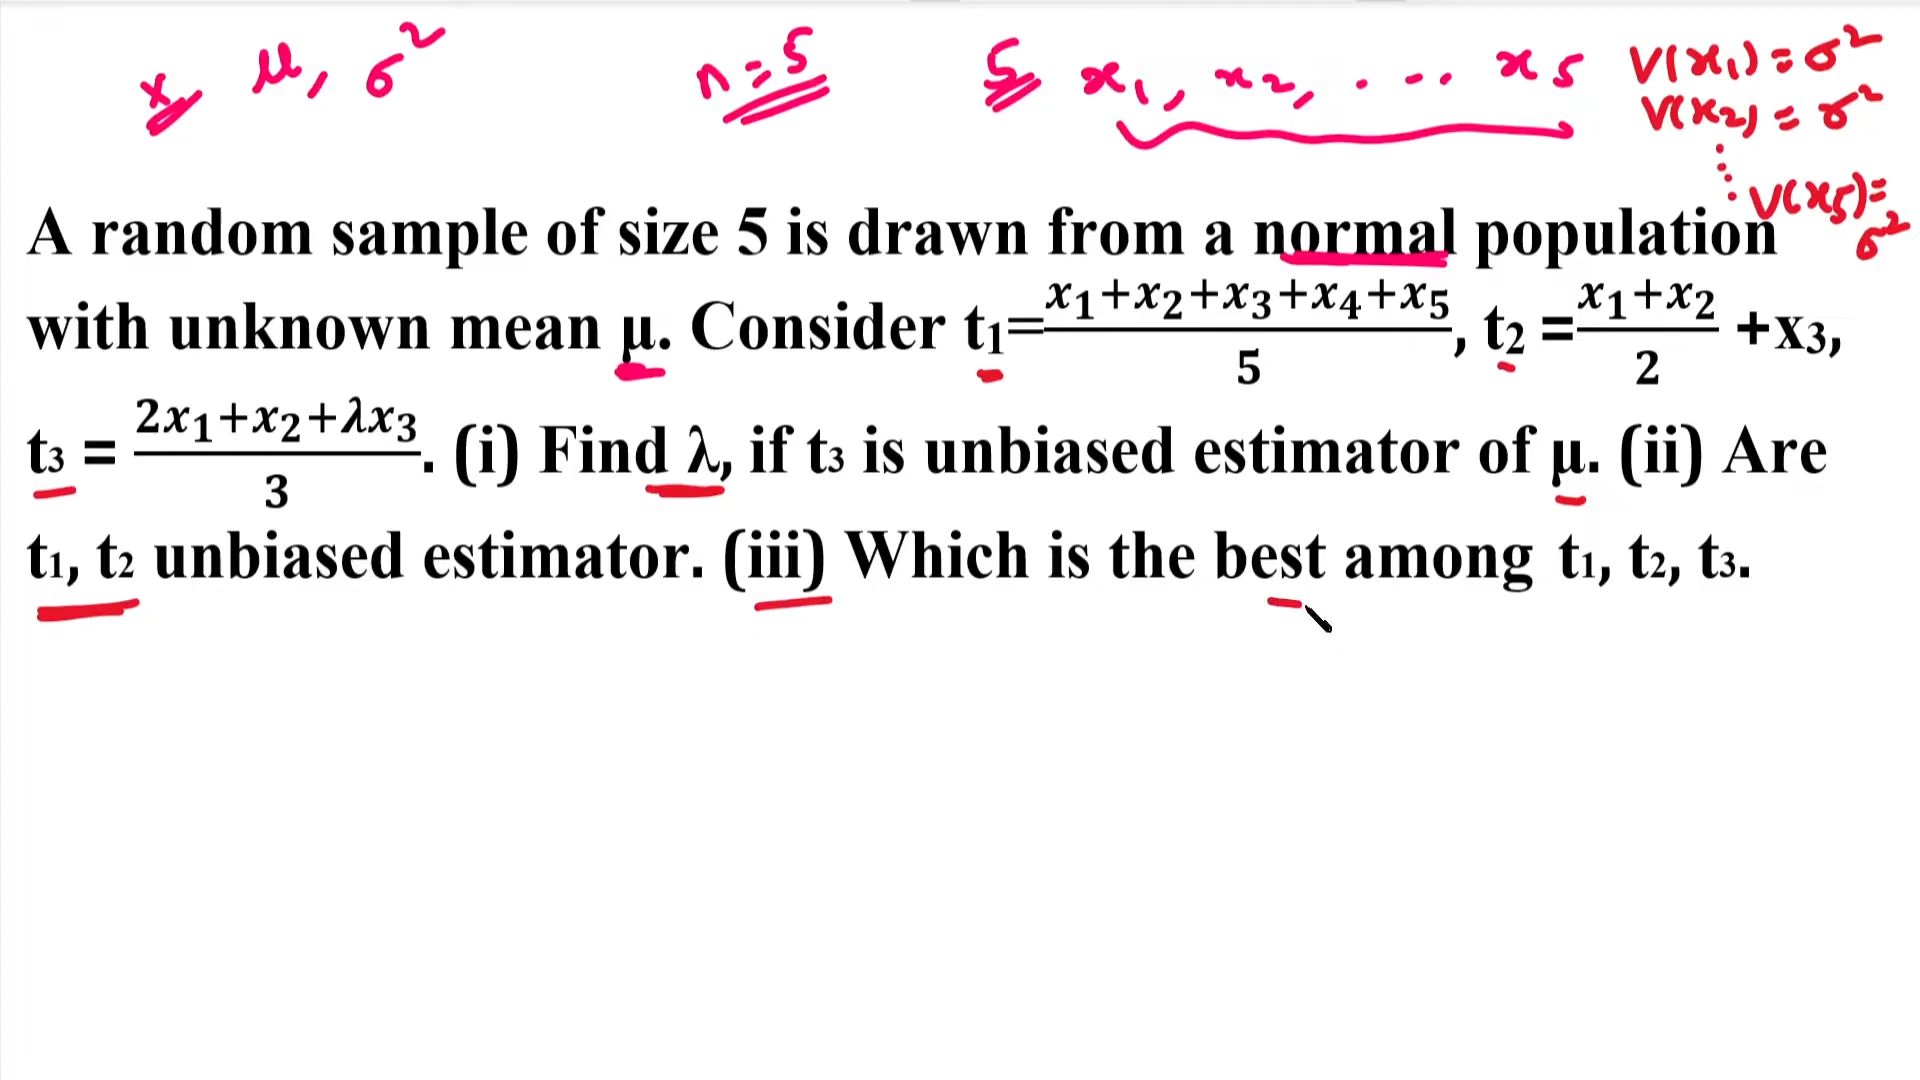 x μ, σ² n=5 5 x₁, x₂, ... x₅ V(x₁)=σ²
V(x₂)=σ²
⋮ V(x₅)=σ²
A random sample of size 5 is drawn from a normal population
with unknown mean μ. Consider t₁=(x₁+x₂+x₃+x₄+x₅)/5, t₂ =(x₁+x₂)/2 +x₃,
t₃ = (2x₁+x₂+λx₃)/3. (i) Find λ, if t₃ is unbiased estimator of μ. (ii) Are
t₁, t₂ unbiased estimator. (iii) Which is the best among t₁, t₂, t₃.